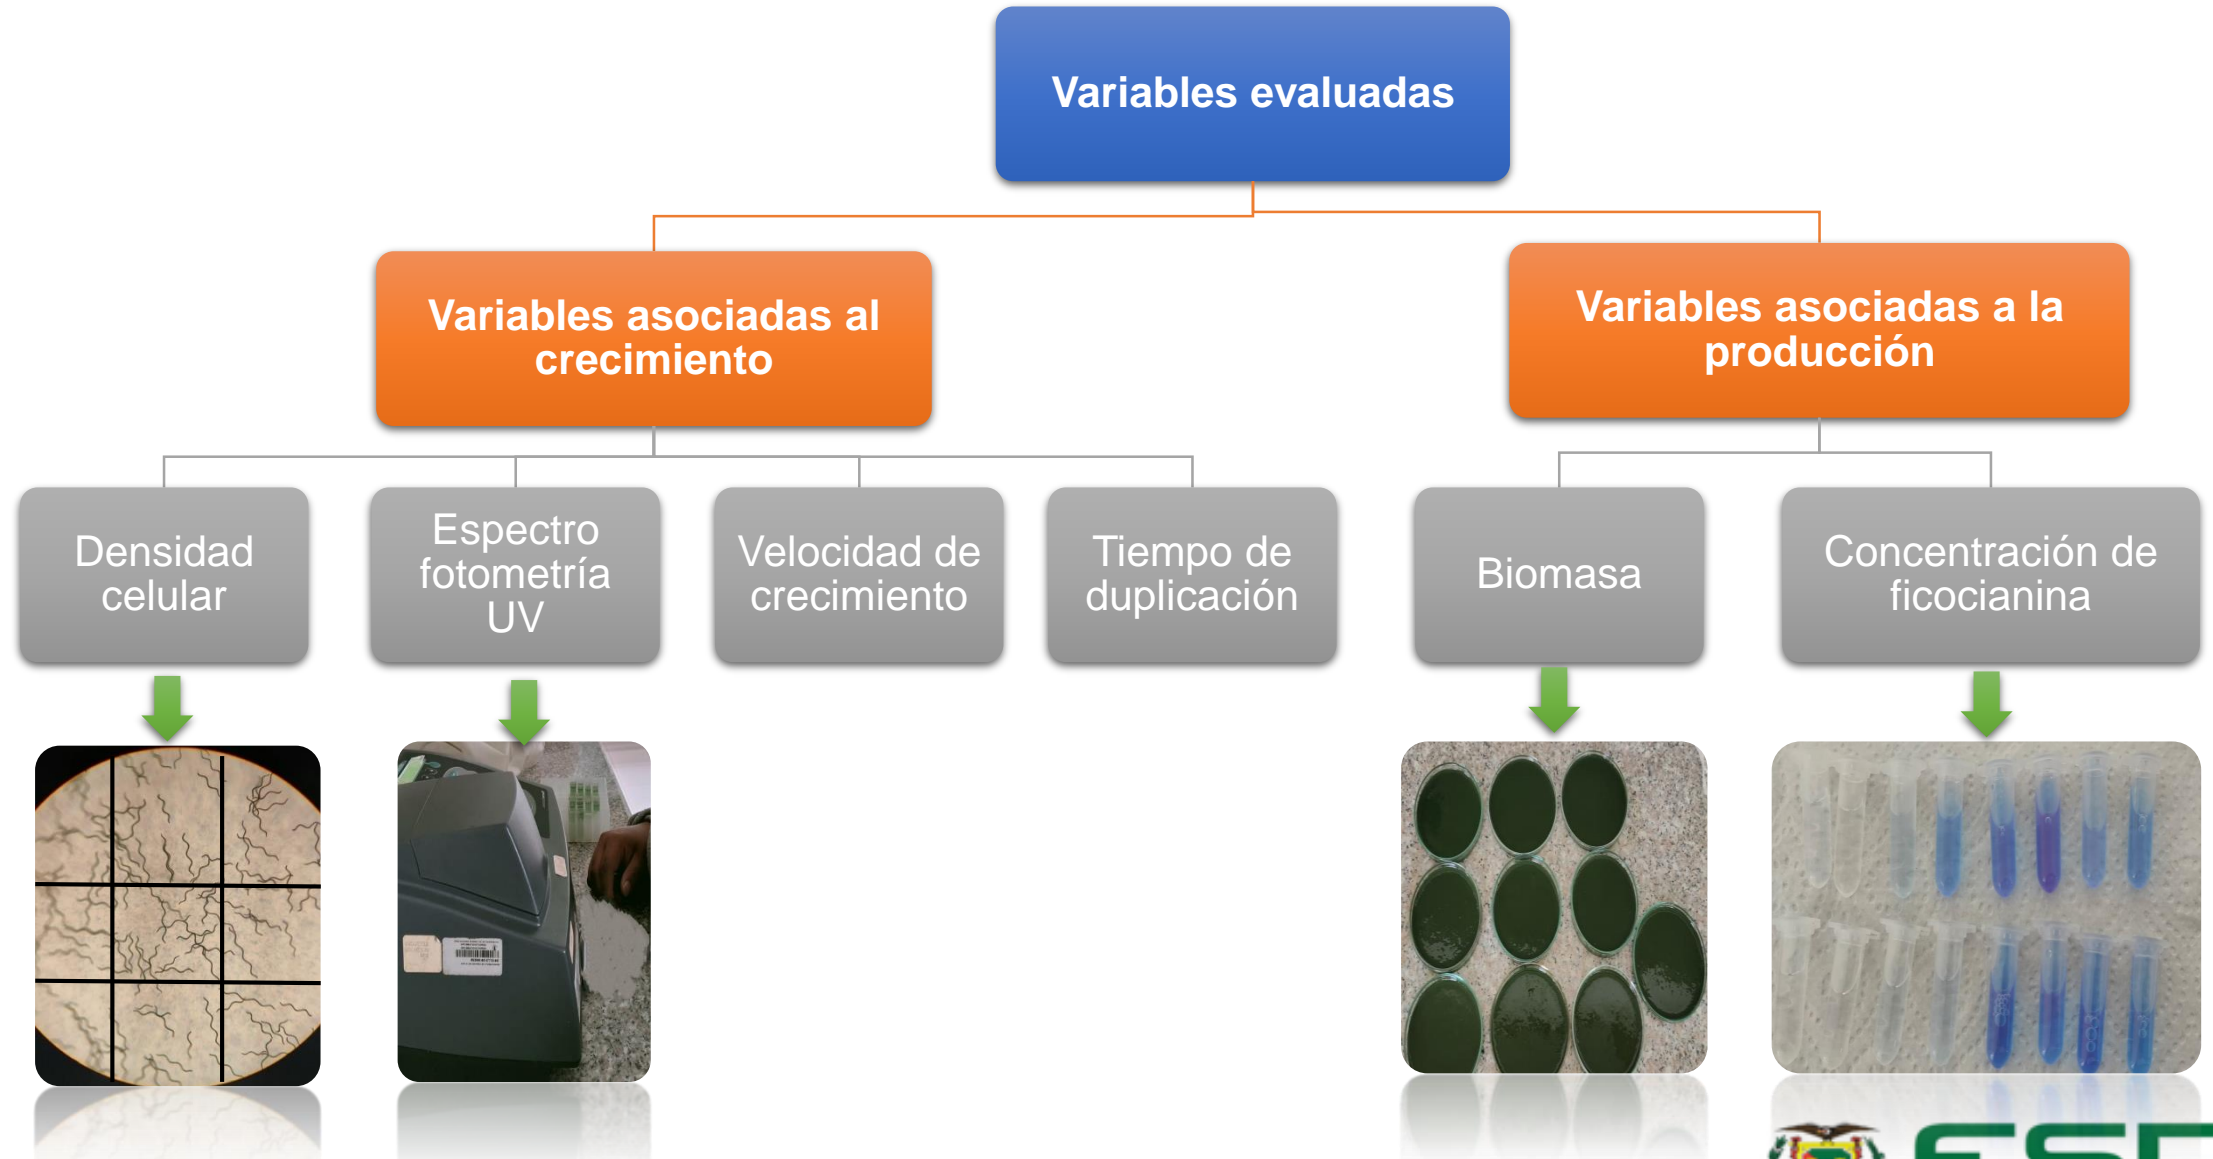 Variables evaluadas
Variables asociadas al
crecimiento
Variables asociadas a la
producción
Densidad
celular
Espectro
fotometría
UV
Velocidad de
crecimiento
Tiempo de
duplicación
Biomasa
Concentración de
ficocianina